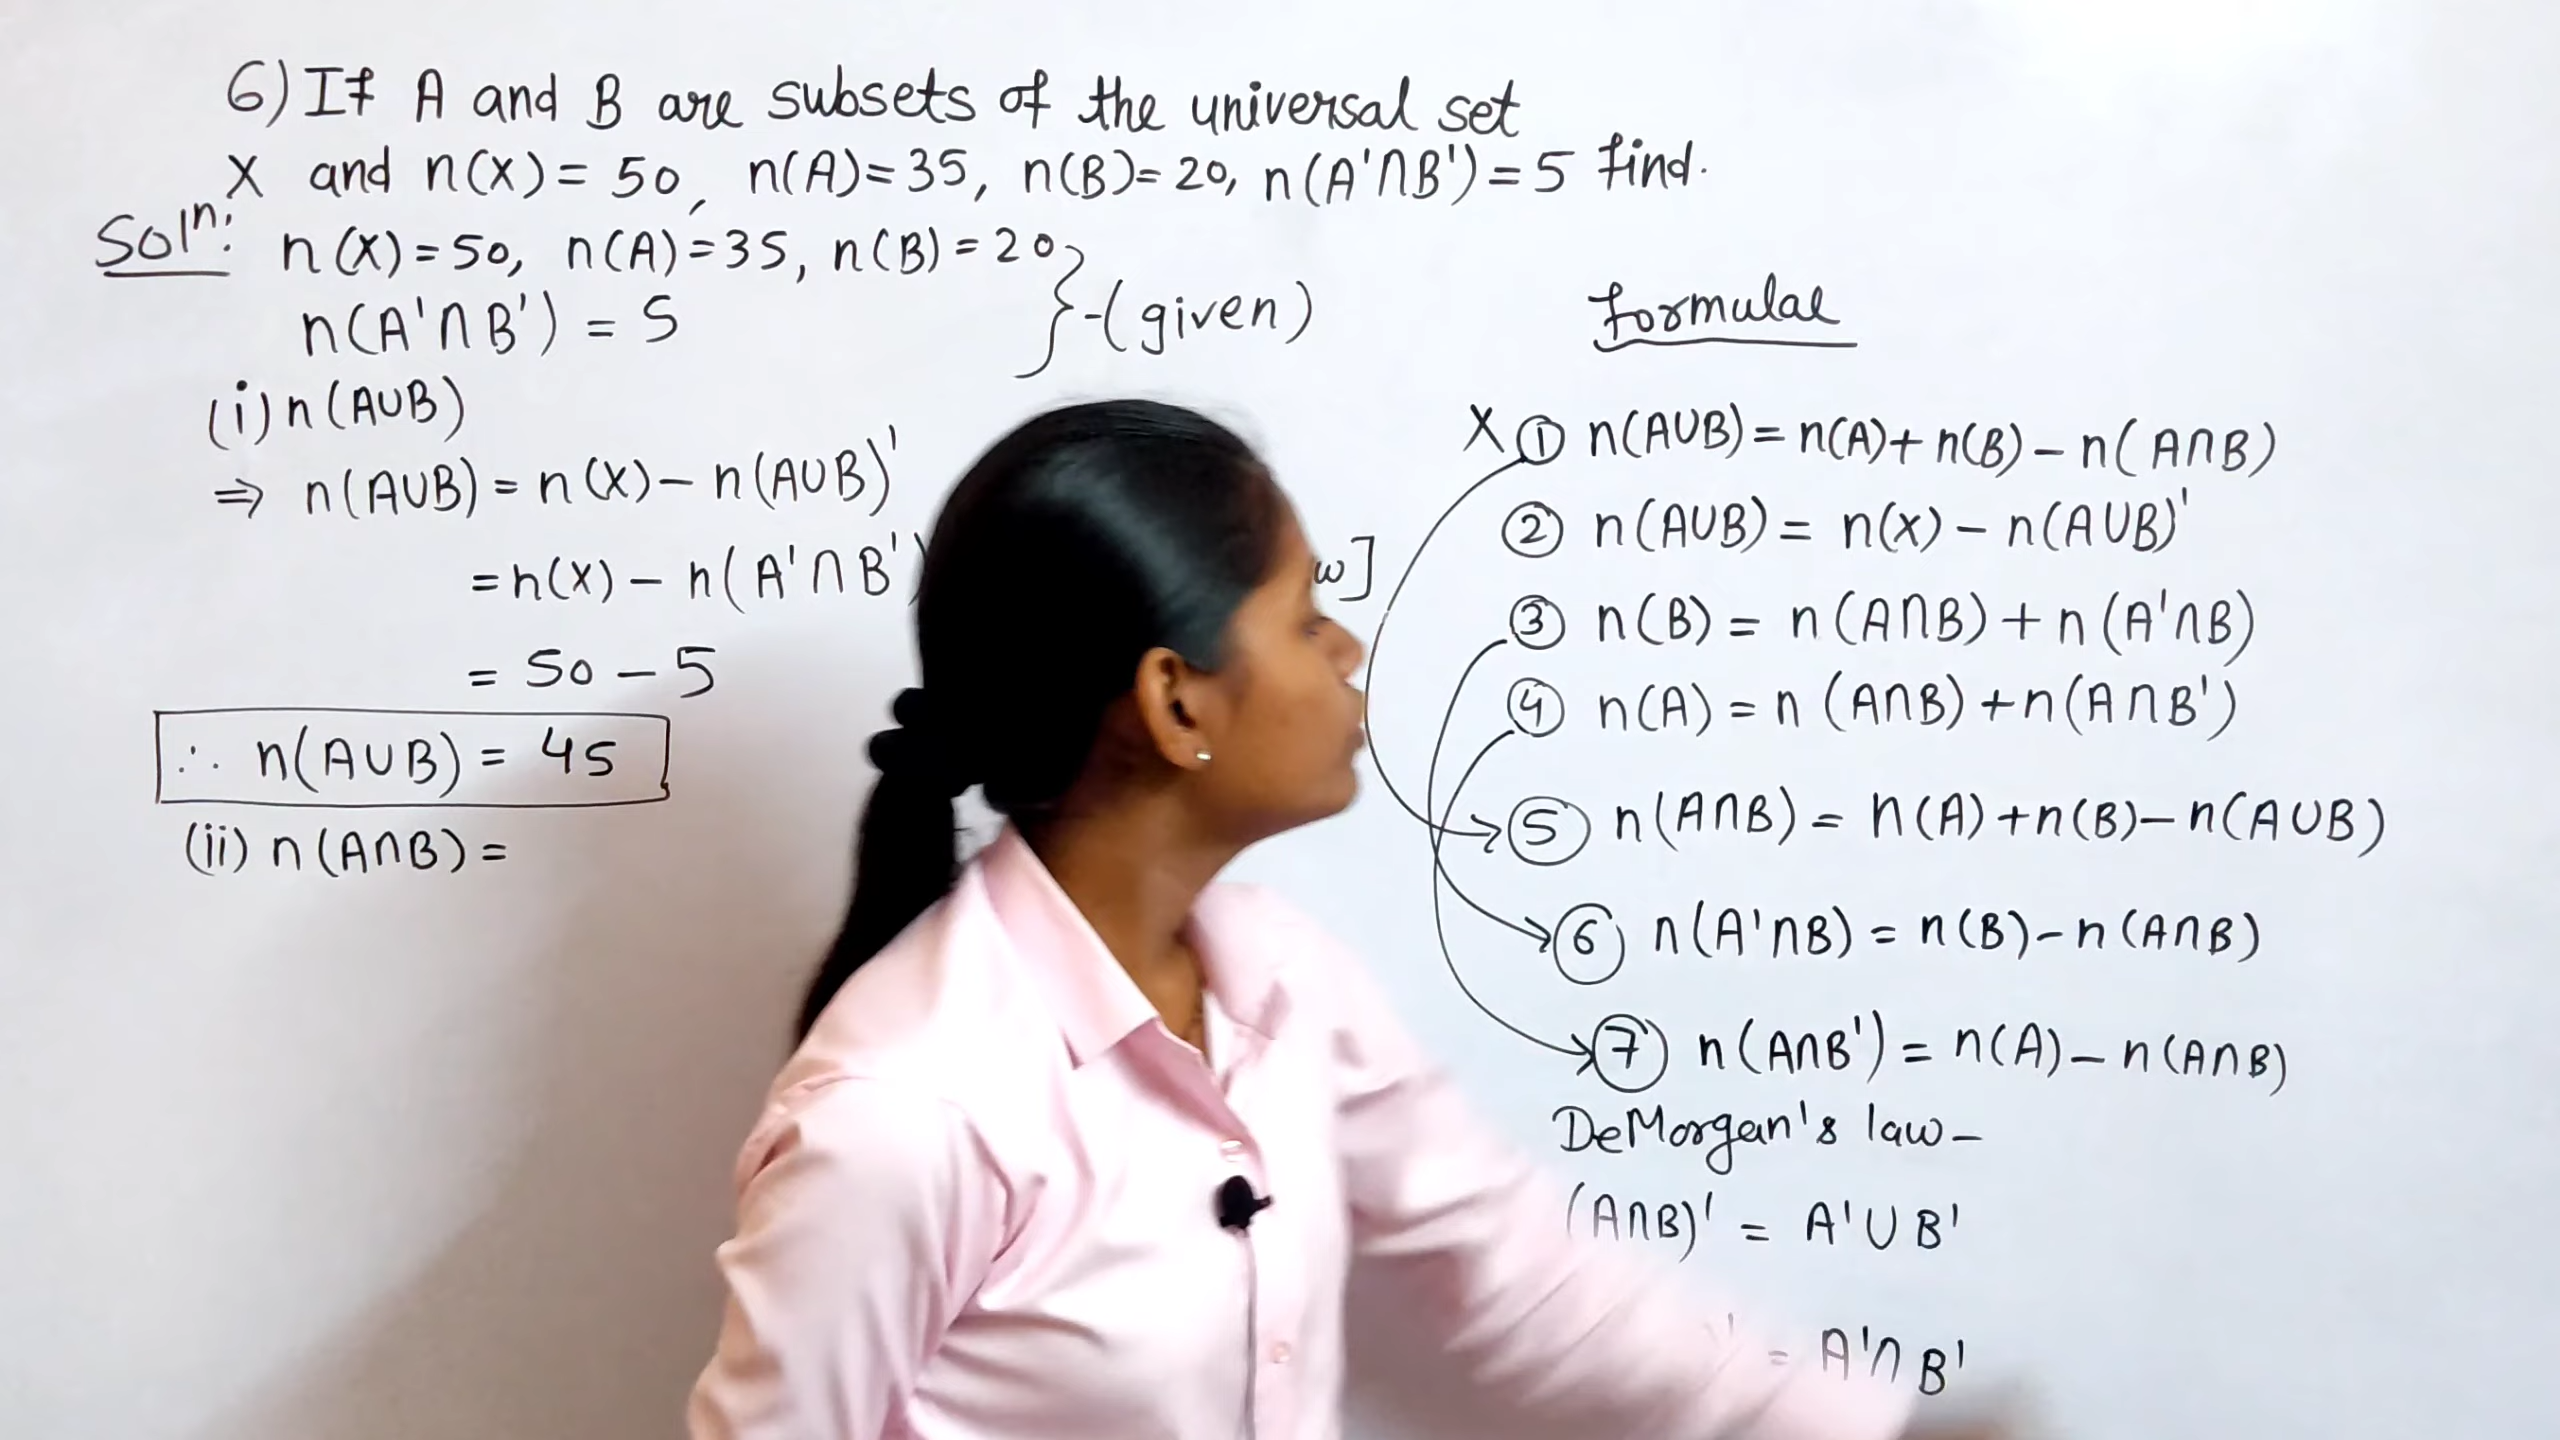 6) If A and B are subsets of the universal set
X and n(X) = 50, n(A)=35, n(B)=20, n(A'∩B')=5 find.
Solⁿ: n(X)=50, n(A)=35, n(B)=20
n(A'∩B') = 5
}-(given)
(i) n(A∪B)
⇒ n(A∪B) = n(X) - n(A∪B)'
= n(X) - n(A'∩B')
= 50 - 5
∴ n(A∪B) = 45
(ii) n(A∩B) =
formulae
X ① n(A∪B) = n(A) + n(B) - n(A∩B)
② n(A∪B) = n(X) - n(A∪B)'
③ n(B) = n(A∩B) + n(A'∩B)
④ n(A) = n(A∩B) + n(A∩B')
⑤ n(A∩B) = n(A) + n(B) - n(A∪B)
⑥ n(A'∩B) = n(B) - n(A∩B)
⑦ n(A∩B') = n(A) - n(A∩B)
DeMorgan's law -
(A∩B)' = A'∪B'
= A'∩B'